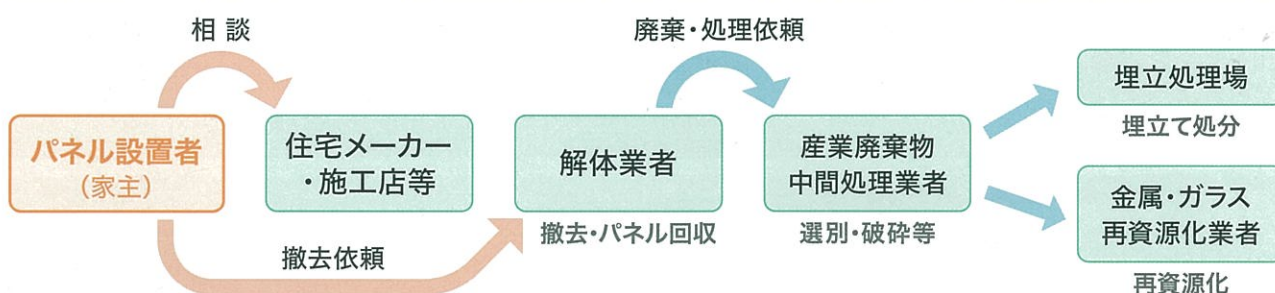 相談
廃棄・処理依頼
パネル設置者
（家主）
住宅メーカー
・施工店等
解体業者
撤去・パネル回収
産業廃棄物
中間処理業者
選別・破砕等
埋立処理場
埋立て処分
金属・ガラス
再資源化業者
再資源化
撤去依頼